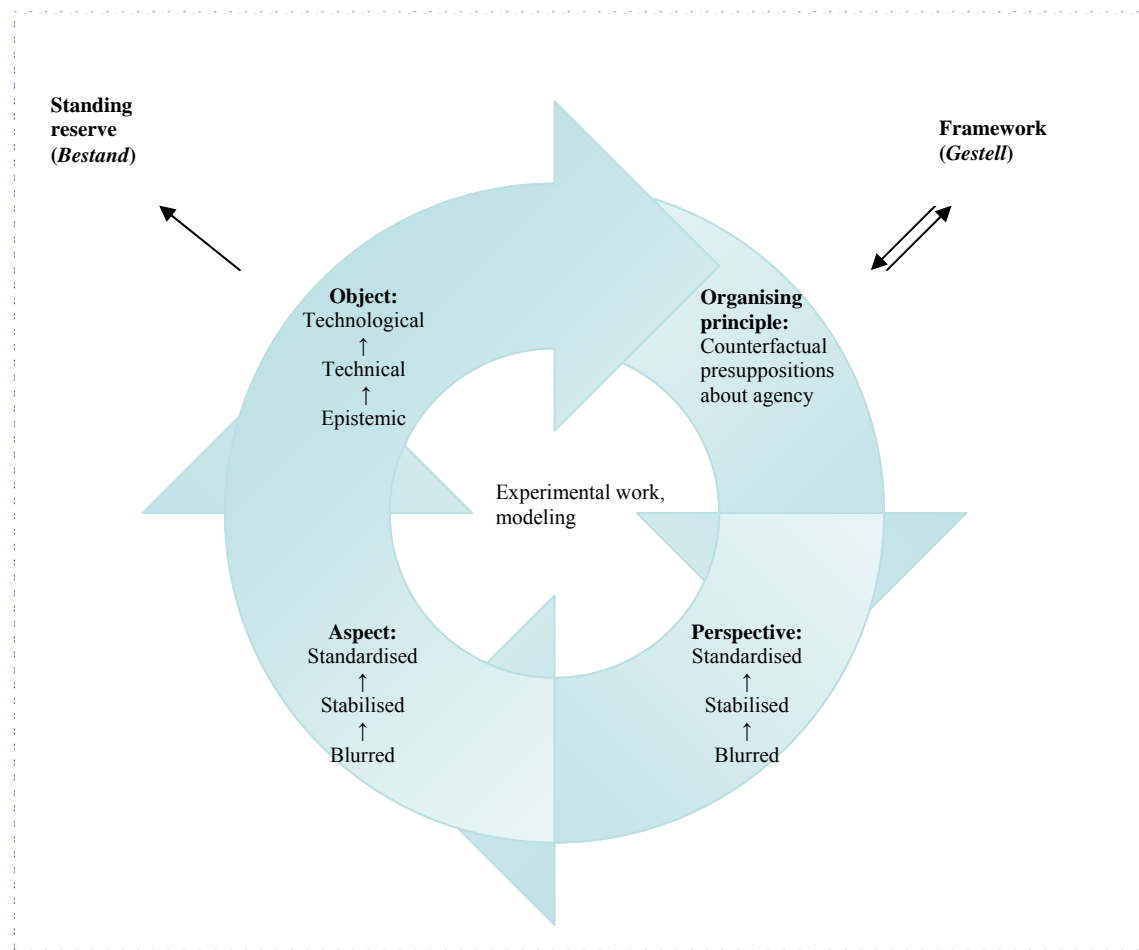 Standing
reserve
(Bestand)
Framework
(Gestell)
Object:
Technological
↑
Technical
↑
Epistemic
Organising
principle:
Counterfactual
presuppositions
about agency
Experimental work,
modeling
Aspect:
Standardised
↑
Stabilised
↑
Blurred
Perspective:
Standardised
↑
Stabilised
↑
Blurred